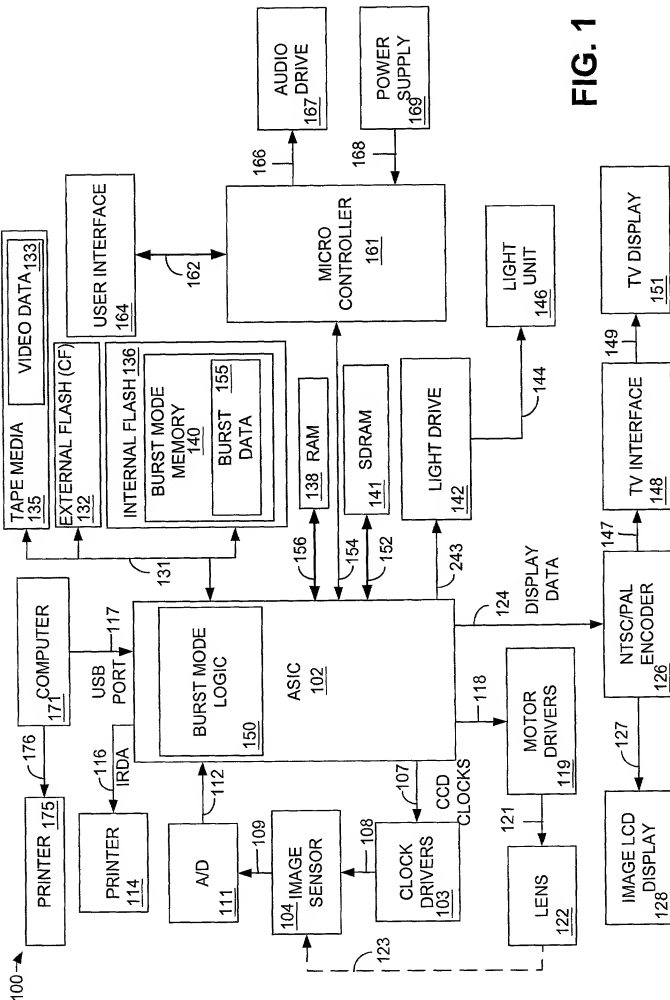 FIG. 1
100
PRINTER 175
176
COMPUTER
171
PRINTER
114
116
IRDA
USB
PORT
117
TAPE MEDIA
135
VIDEO DATA 133
EXTERNAL FLASH (CF)
132
INTERNAL FLASH 136
BURST MODE
MEMORY
140
BURST
DATA
155
131
USER INTERFACE
164
162
AUDIO
DRIVE
167
166
POWER
SUPPLY
169
168
MICRO
CONTROLLER
161
A/D
111
112
109
104 IMAGE
SENSOR
108
CLOCK
DRIVERS
103
107
CCD
CLOCKS
BURST MODE
LOGIC
150
ASIC
102
156
138 RAM
154
SDRAM
141
152
LIGHT DRIVE
142
243
144
LIGHT
UNIT
146
118
MOTOR
DRIVERS
119
121
LENS
122
123
124
DISPLAY
DATA
IMAGE LCD
DISPLAY
128
127
NTSC/PAL
ENCODER
126
147
TV INTERFACE
148
149
TV DISPLAY
151